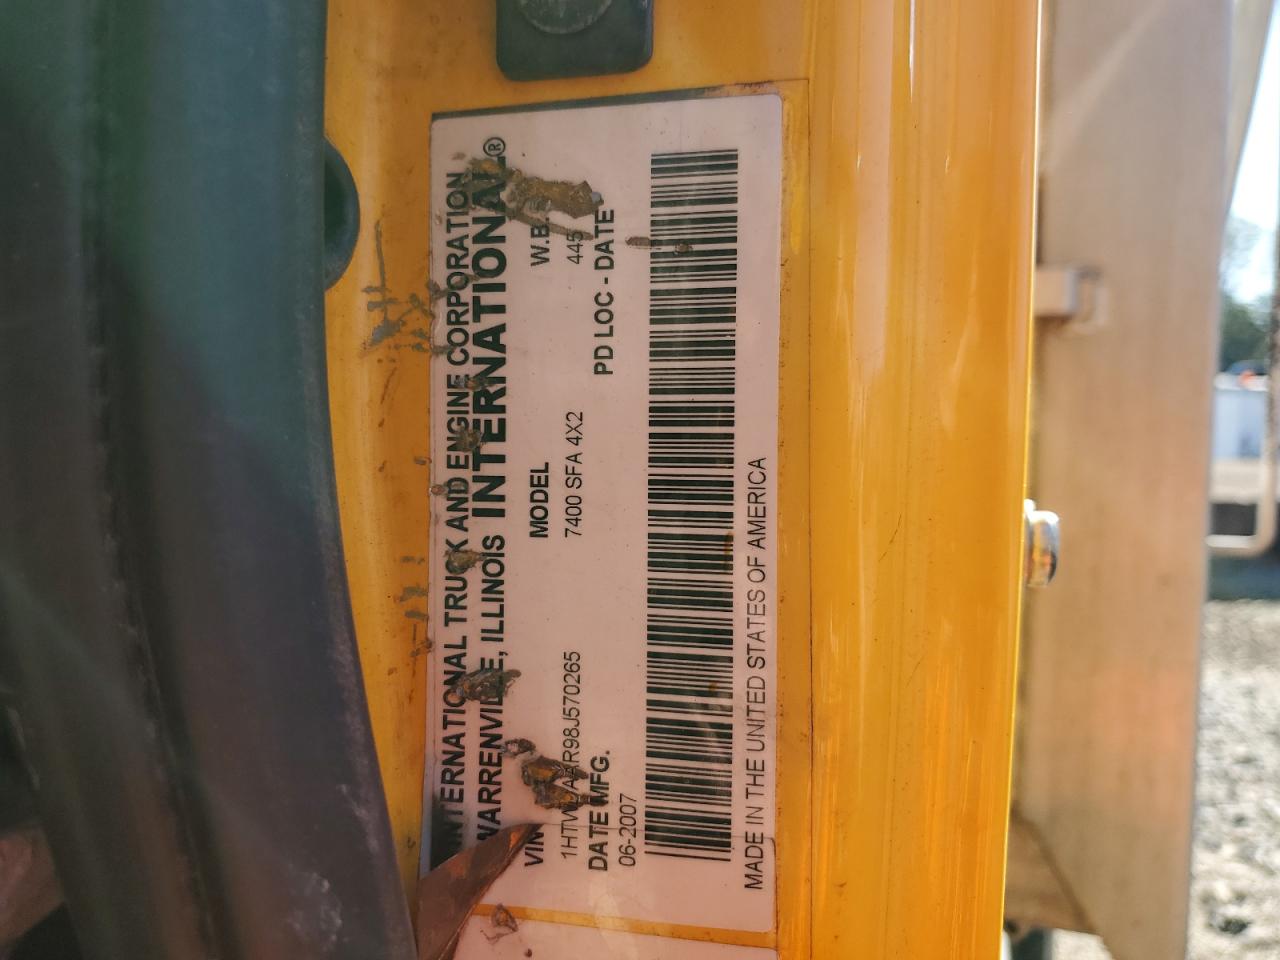 INTERNATIONAL TRUCK AND ENGINE CORPORATION
WARRENVILLE, ILLINOIS INTERNATIONAL®
VIN MODEL W.B.
7400 SFA 4X2 445
DATE MFG. PD LOC - DATE
06-2007
MADE IN THE UNITED STATES OF AMERICA